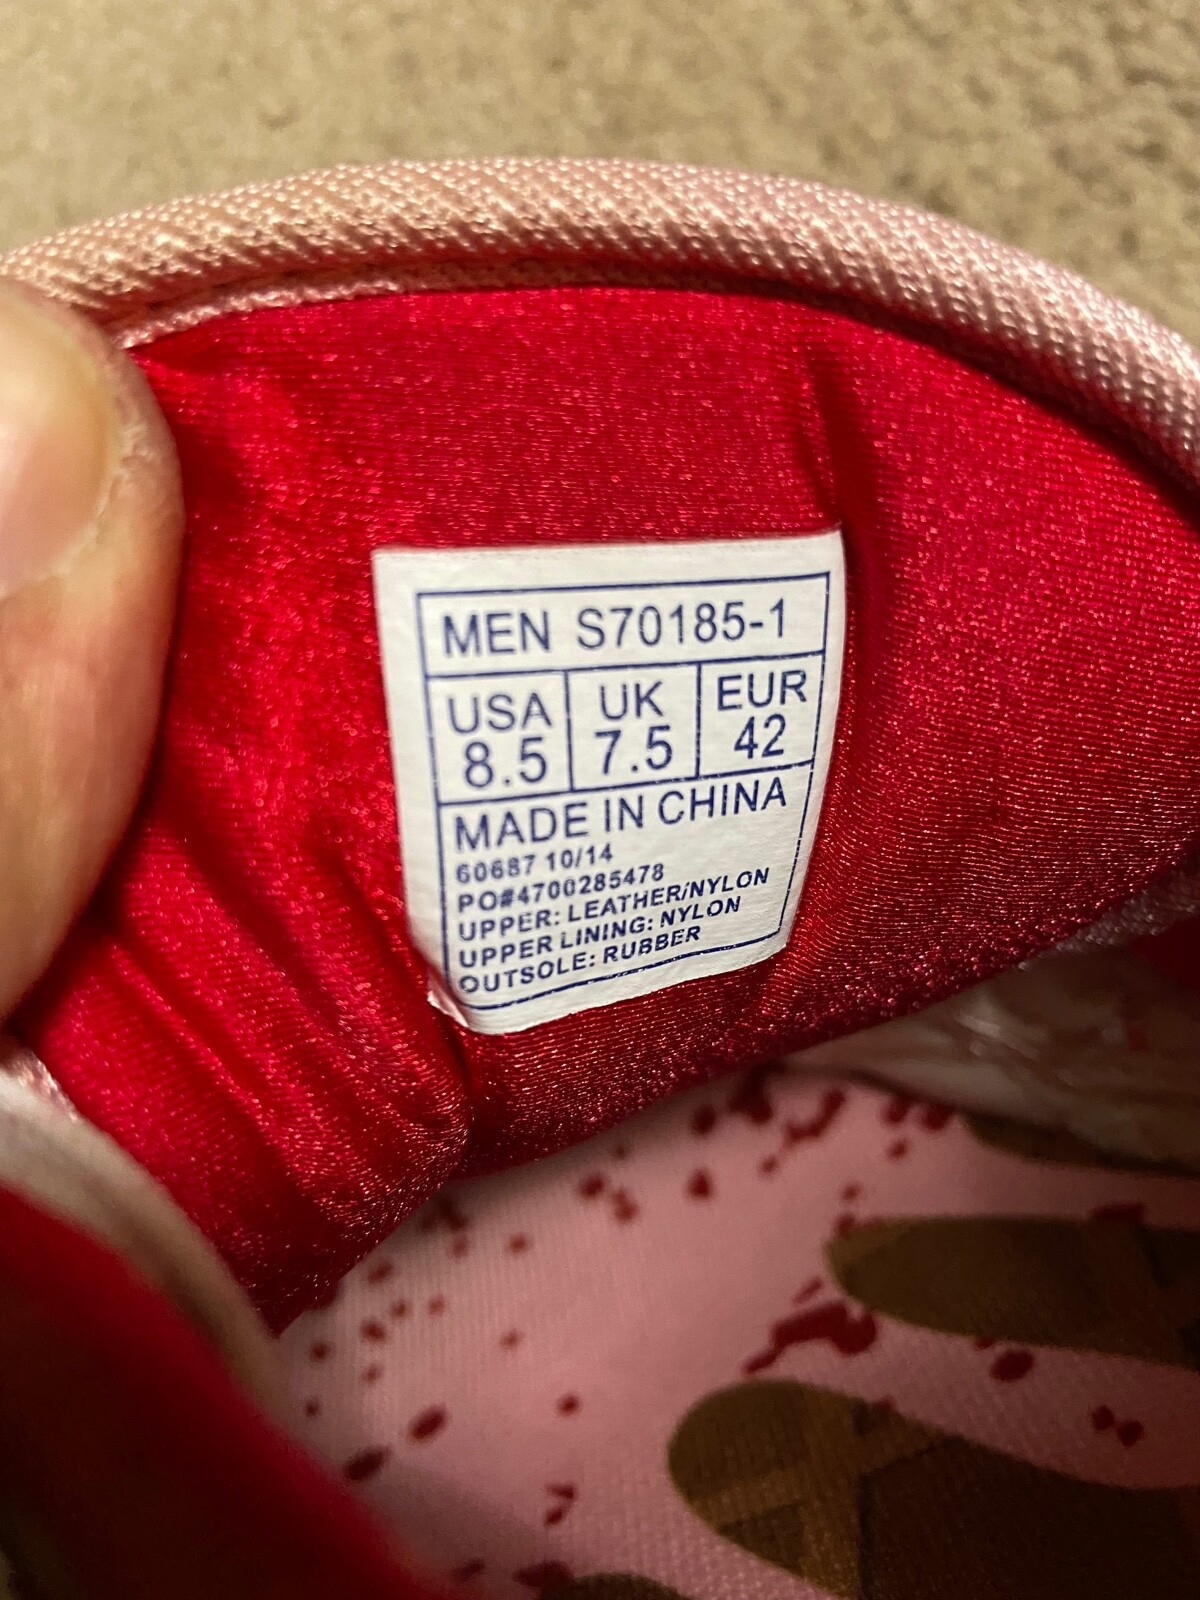 MEN S70185-1
USA UK EUR
8.5 7.5 42
MADE IN CHINA
60687 10/14
PO#4700285478
UPPER: LEATHER/NYLON
UPPER LINING: NYLON
OUTSOLE: RUBBER